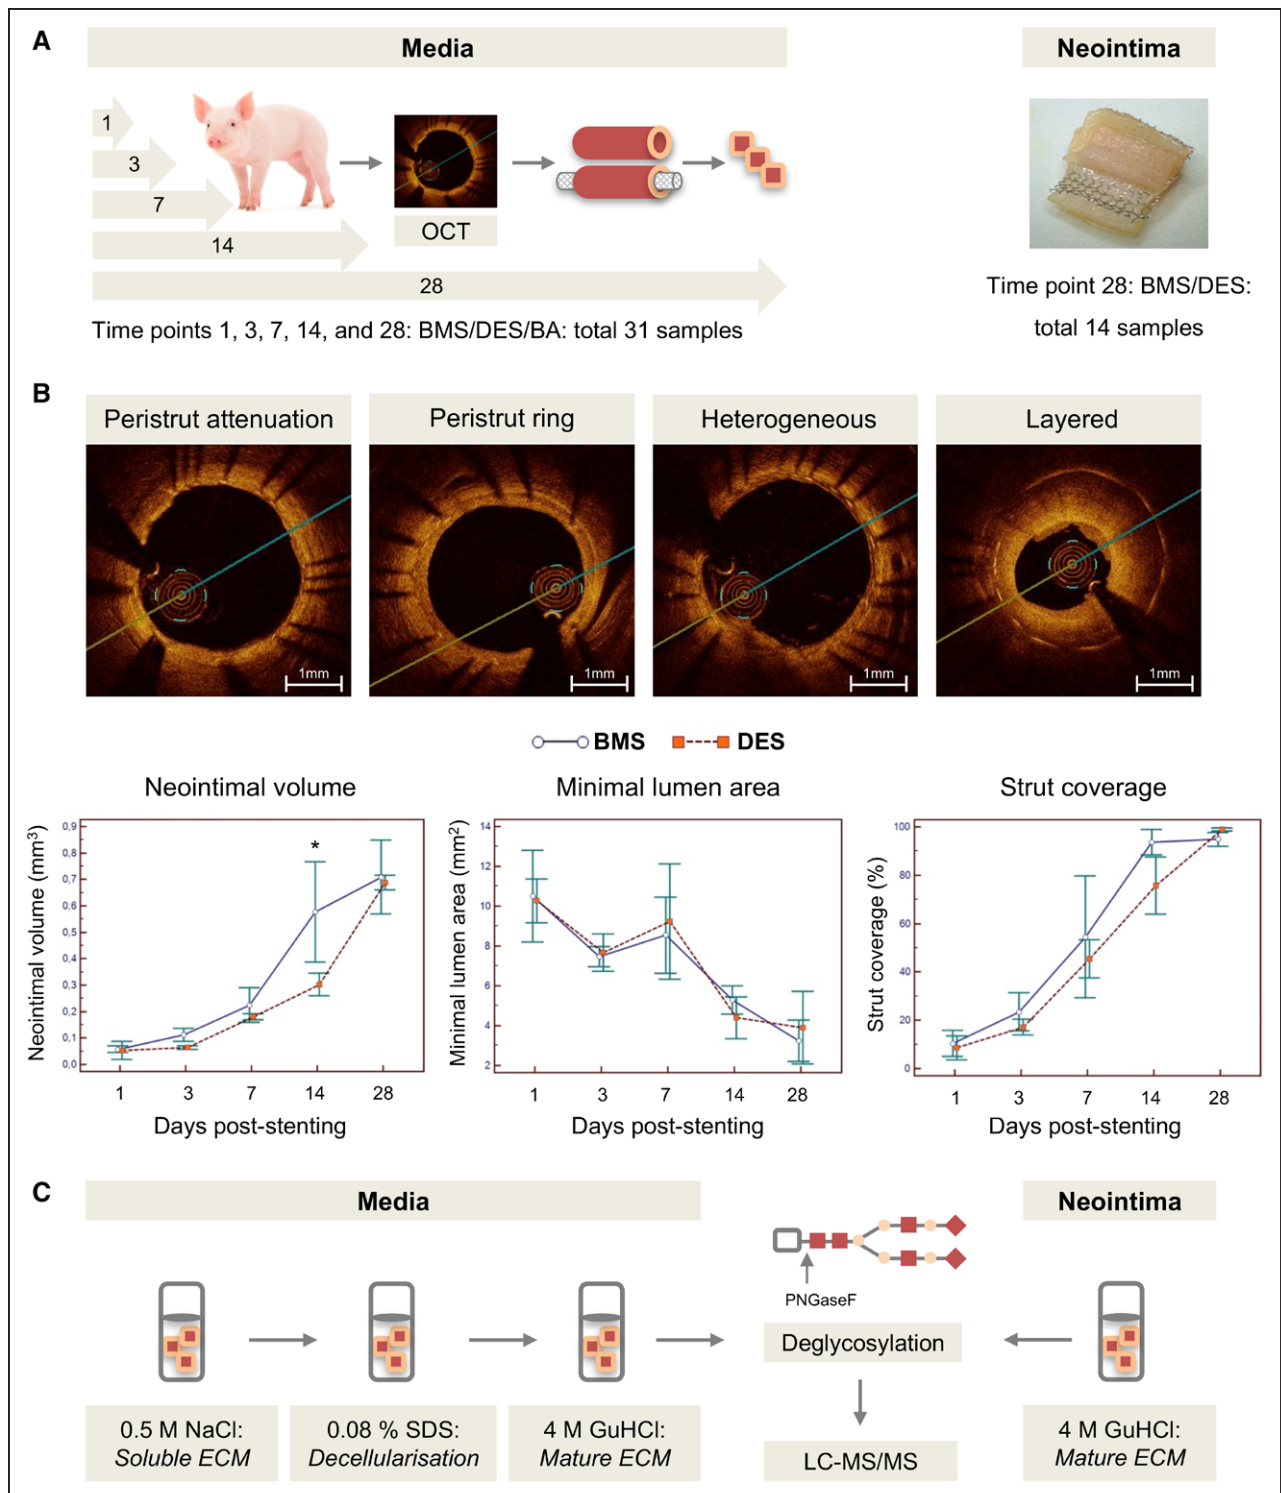 A
Media
Neointima
1
3
7
14
28
OCT
Time points 1, 3, 7, 14, and 28: BMS/DES/BA: total 31 samples
Time point 28: BMS/DES:
total 14 samples
B
Peristrut attenuation
Peristrut ring
Heterogeneous
Layered
1mm
1mm
1mm
1mm
BMS
DES
Neointimal volume
Neointimal volume (mm³)
0,9
0,8
0,7
0,6
0,5
0,4
0,3
0,2
0,1
0,0
*
1 3 7 14 28
Days post-stenting
Minimal lumen area
Minimal lumen area (mm²)
14
12
10
8
6
4
2
1 3 7 14 28
Days post-stenting
Strut coverage
Strut coverage (%)
100
80
60
40
20
0
1 3 7 14 28
Days post-stenting
C
Media
Neointima
PNGaseF
Deglycosylation
LC-MS/MS
0.5 M NaCl:
Soluble ECM
0.08 % SDS:
Decellularisation
4 M GuHCl:
Mature ECM
4 M GuHCl:
Mature ECM